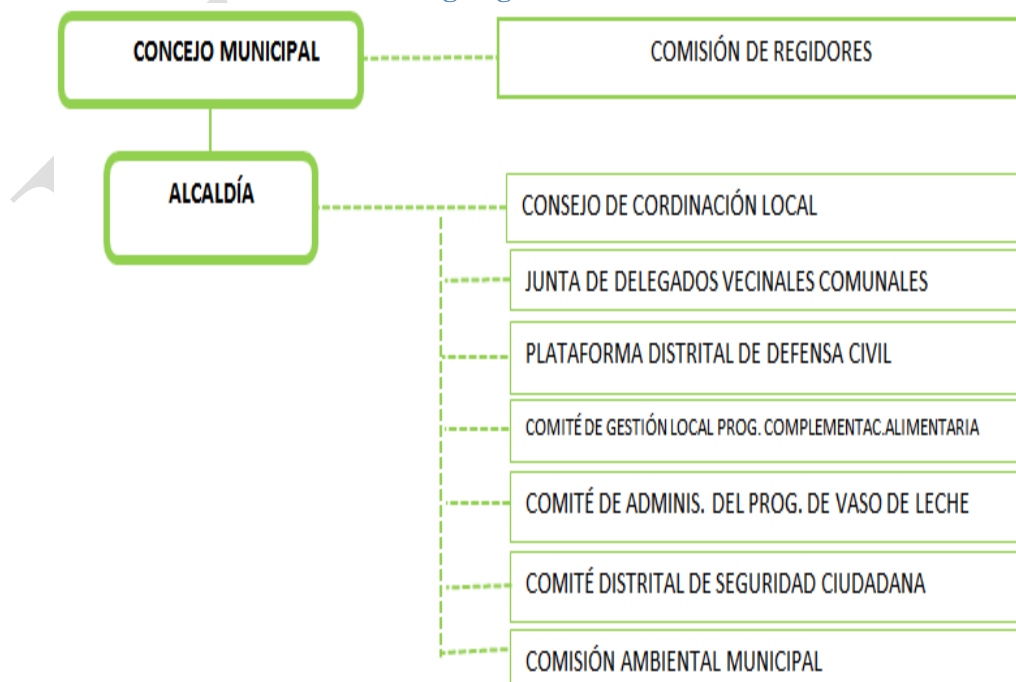 CONCEJO MUNICIPAL
COMISIÓN DE REGIDORES
ALCALDÍA
CONSEJO DE CORDINACIÓN LOCAL
JUNTA DE DELEGADOS VECINALES COMUNALES
PLATAFORMA DISTRITAL DE DEFENSA CIVIL
COMITÉ DE GESTIÓN LOCAL PROG. COMPLEMENTAC.ALIMENTARIA
COMITÉ DE ADMINIS. DEL PROG. DE VASO DE LECHE
COMITÉ DISTRITAL DE SEGURIDAD CIUDADANA
COMISIÓN AMBIENTAL MUNICIPAL